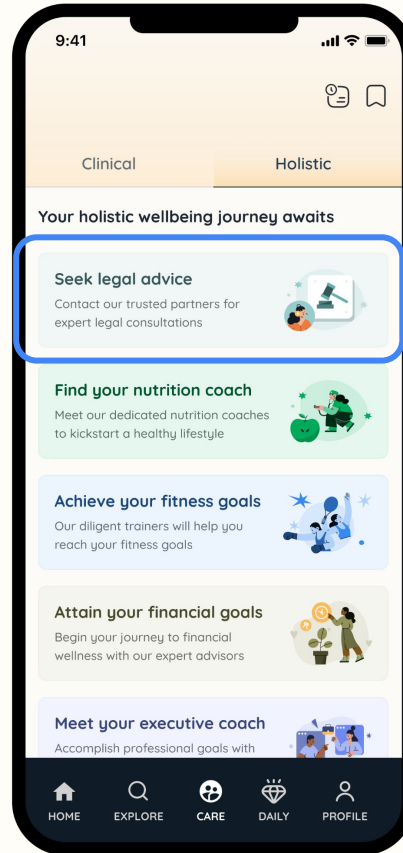 9:41
Clinical
Holistic
Your holistic wellbeing journey awaits
Seek legal advice
Contact our trusted partners for
expert legal consultations
Find your nutrition coach
Meet our dedicated nutrition coaches
to kickstart a healthy lifestyle
Achieve your fitness goals
Our diligent trainers will help you
reach your fitness goals
Attain your financial goals
Begin your journey to financial
wellness with our expert advisors
Meet your executive coach
Accomplish professional goals with
HOME
EXPLORE
CARE
DAILY
PROFILE